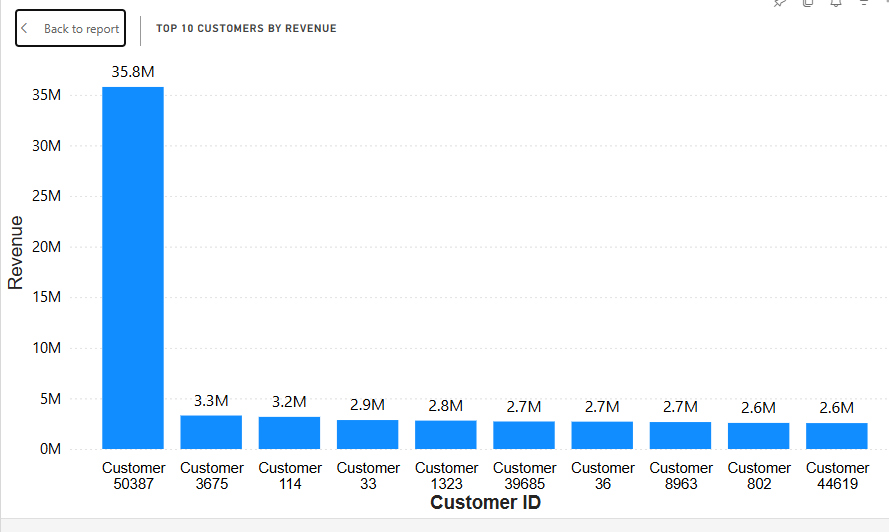 Back to report
TOP 10 CUSTOMERS BY REVENUE
35.8M
35M
30M
25M
20M
15M
10M
5M
0M
Revenue
3.3M
3.2M
2.9M
2.8M
2.7M
2.7M
2.7M
2.6M
2.6M
Customer 50387
Customer 3675
Customer 114
Customer 33
Customer 1323
Customer 39685
Customer 36
Customer 8963
Customer 802
Customer 44619
Customer ID